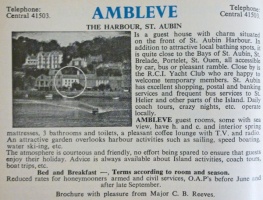 Telephone:
Central 41503.
AMBLEVE
Telephone:
Central 41503.
THE HARBOUR, ST. AUBIN
Is a guest house with charm situated
on the front of St. Aubin Harbour. In
addition to attractive local bathing spots, it
is quite close to the Bays of St. Aubin, St.
Brelade, Portelet, St. Ouen, all accessible
by car, bus or pleasant ramble. Close by is
the R.C.I. Yacht Club who are happy to
welcome temporary members. St. Aubin
has excellent shopping, postal and banking
services and frequent bus services to St.
Helier and other parts of the Island. Daily
coach tours, crazy sights, etc. operate
locally.
AMBLEVE guest rooms, some with sea
view, have h. and c. and interior spring
mattresses, 3 bathrooms and toilets, a pleasant coffee lounge with T.V. and radio.
An attractive garden overlooks harbour activities such as sailing, speed boating,
water ski-ing, etc.
The atmosphere is courteous and friendly, no effort being spared to ensure that guests
enjoy their holiday. Advice is always available about Island activities, coach tours,
boat trips, etc.
Bed and Breakfast —. Terms according to room and season.
Reduced rates for honeymooners armed and civil services, O.A.P's before June and
after late September.
Brochure with pleasure from Major C. B. Reeves.